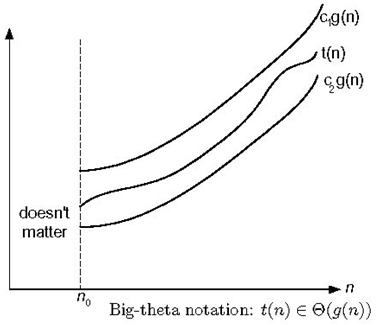 c₁g(n)
t(n)
c₂g(n)
doesn't
matter
n₀
n
Big-theta notation: t(n) ∈ Θ(g(n))